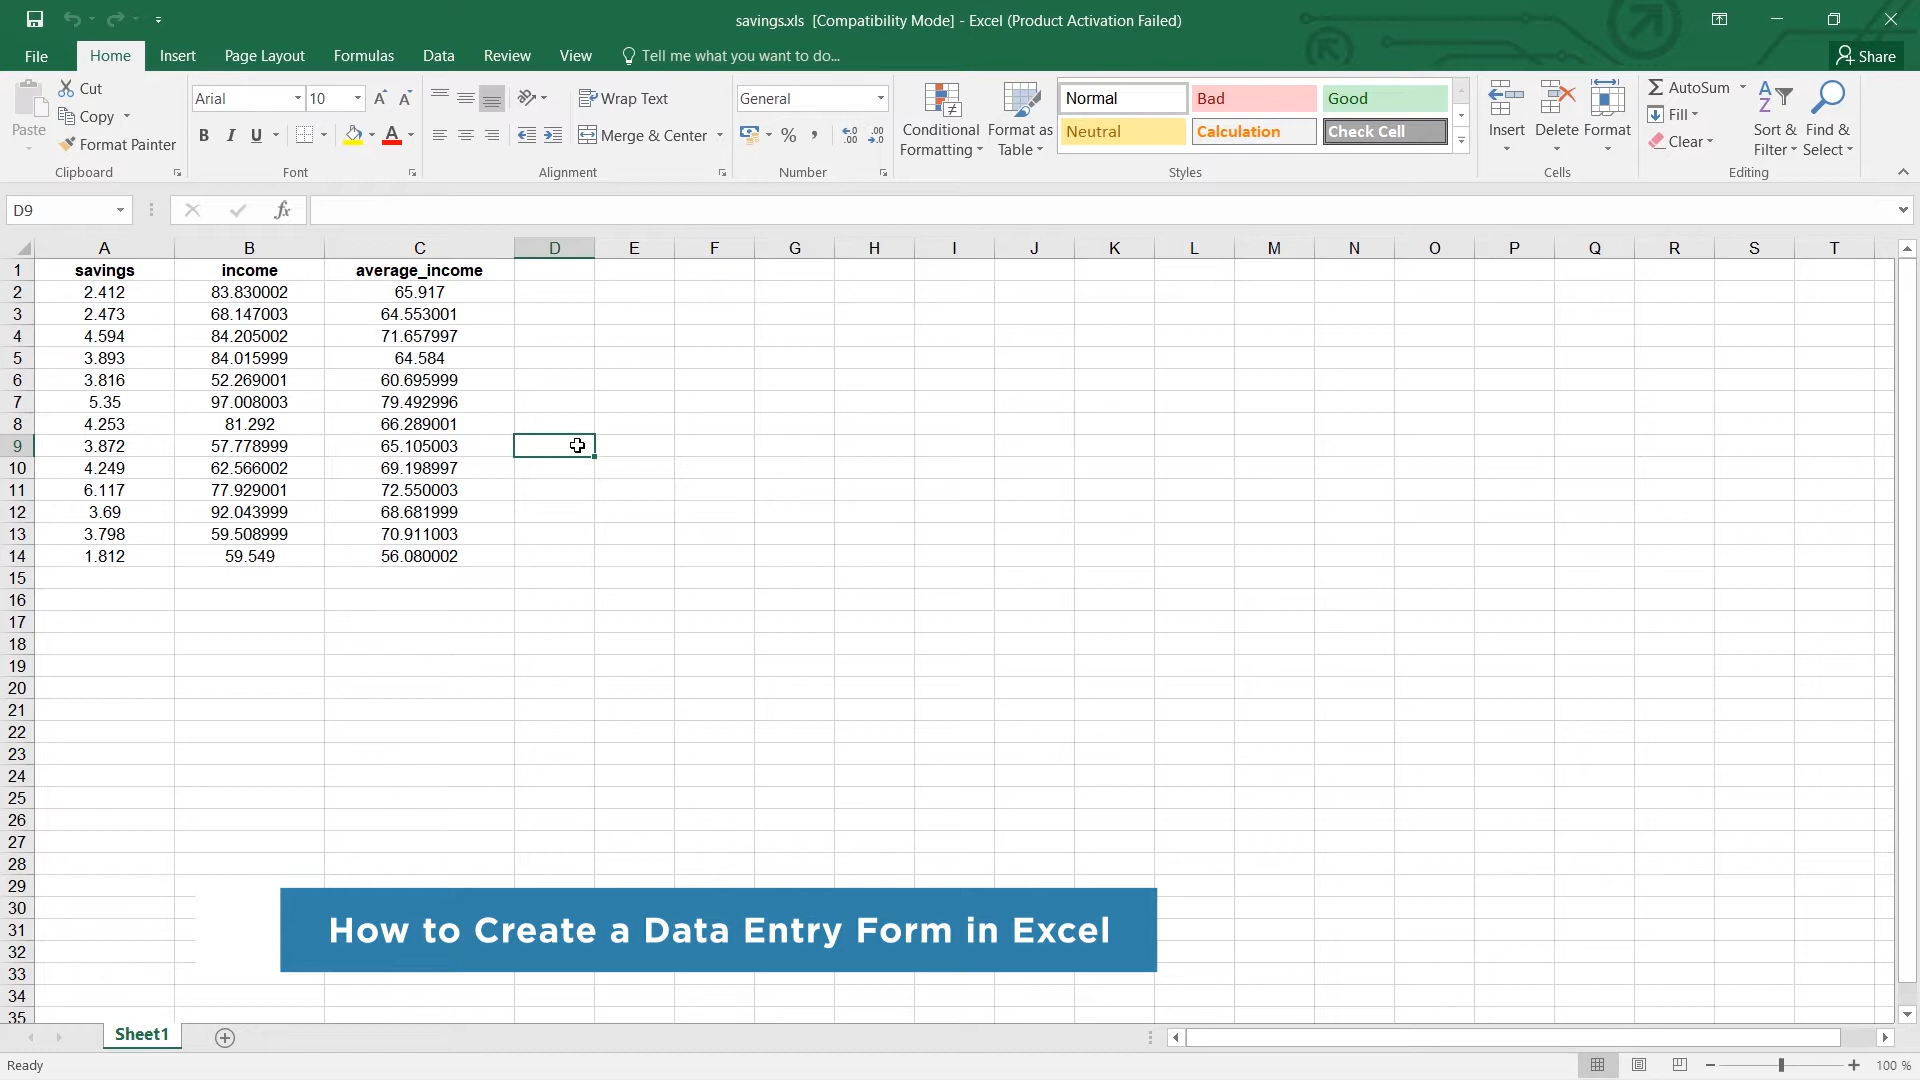 savings.xls [Compatibility Mode] - Excel (Product Activation Failed)
File Home Insert Page Layout Formulas Data Review View Tell me what you want to do... Share
Paste
Cut
Copy
Format Painter
Clipboard
Arial 10
B I U
Font
Wrap Text
Merge & Center
Alignment
General
% , .00
Number
Conditional Formatting
Format as Table
Normal Bad Good
Neutral Calculation Check Cell
Styles
Insert Delete Format
Cells
AutoSum
Fill
Clear
Sort & Filter
Find & Select
Editing
D9 fx
A B C D E F G H I J K L M N O P Q R S T
1 savings income average_income
2 2.412 83.830002 65.917
3 2.473 68.147003 64.553001
4 4.594 84.205002 71.657997
5 3.893 84.015999 64.584
6 3.816 52.269001 60.695999
7 5.35 97.008003 79.492996
8 4.253 81.292 66.289001
9 3.872 57.778999 65.105003
10 4.249 62.566002 69.198997
11 6.117 77.929001 72.550003
12 3.69 92.043999 68.681999
13 3.798 59.508999 70.911003
14 1.812 59.549 56.080002
15
16
17
18
19
20
21
22
23
24
25
26
27
28
29
30
31
32
33
34
35
How to Create a Data Entry Form in Excel
Sheet1
Ready 100 %